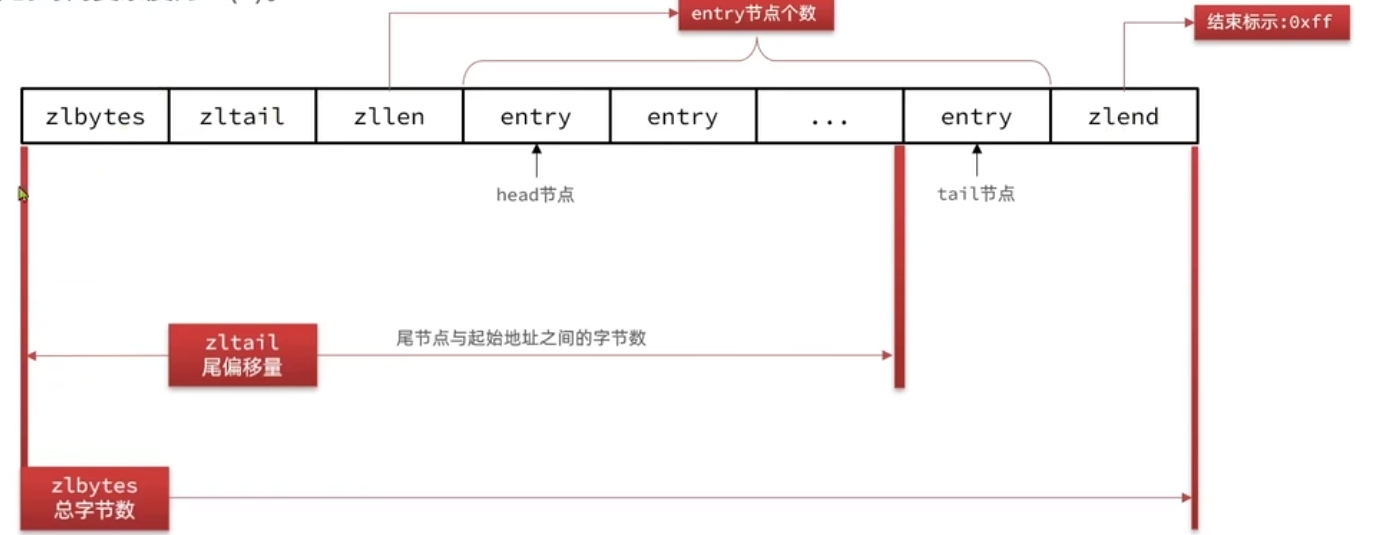 entry节点个数
结束标示:0xff
zlbytes zltail zllen entry entry ... entry zlend
head节点
tail节点
zltail
尾偏移量
尾节点与起始地址之间的字节数
zlbytes
总字节数